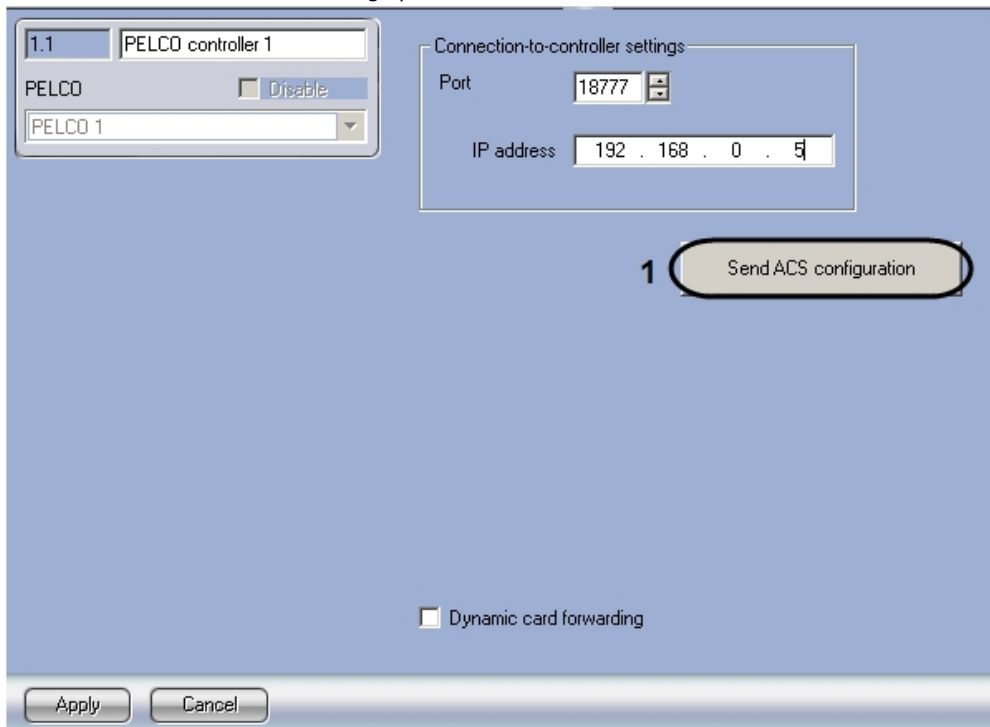 1.1 PELCO controller 1
PELCO Disable
PELCO 1
Connection-to-controller settings
Port 18777
IP address 192 . 168 . 0 . 5
1 Send ACS configuration
Dynamic card forwarding
Apply Cancel